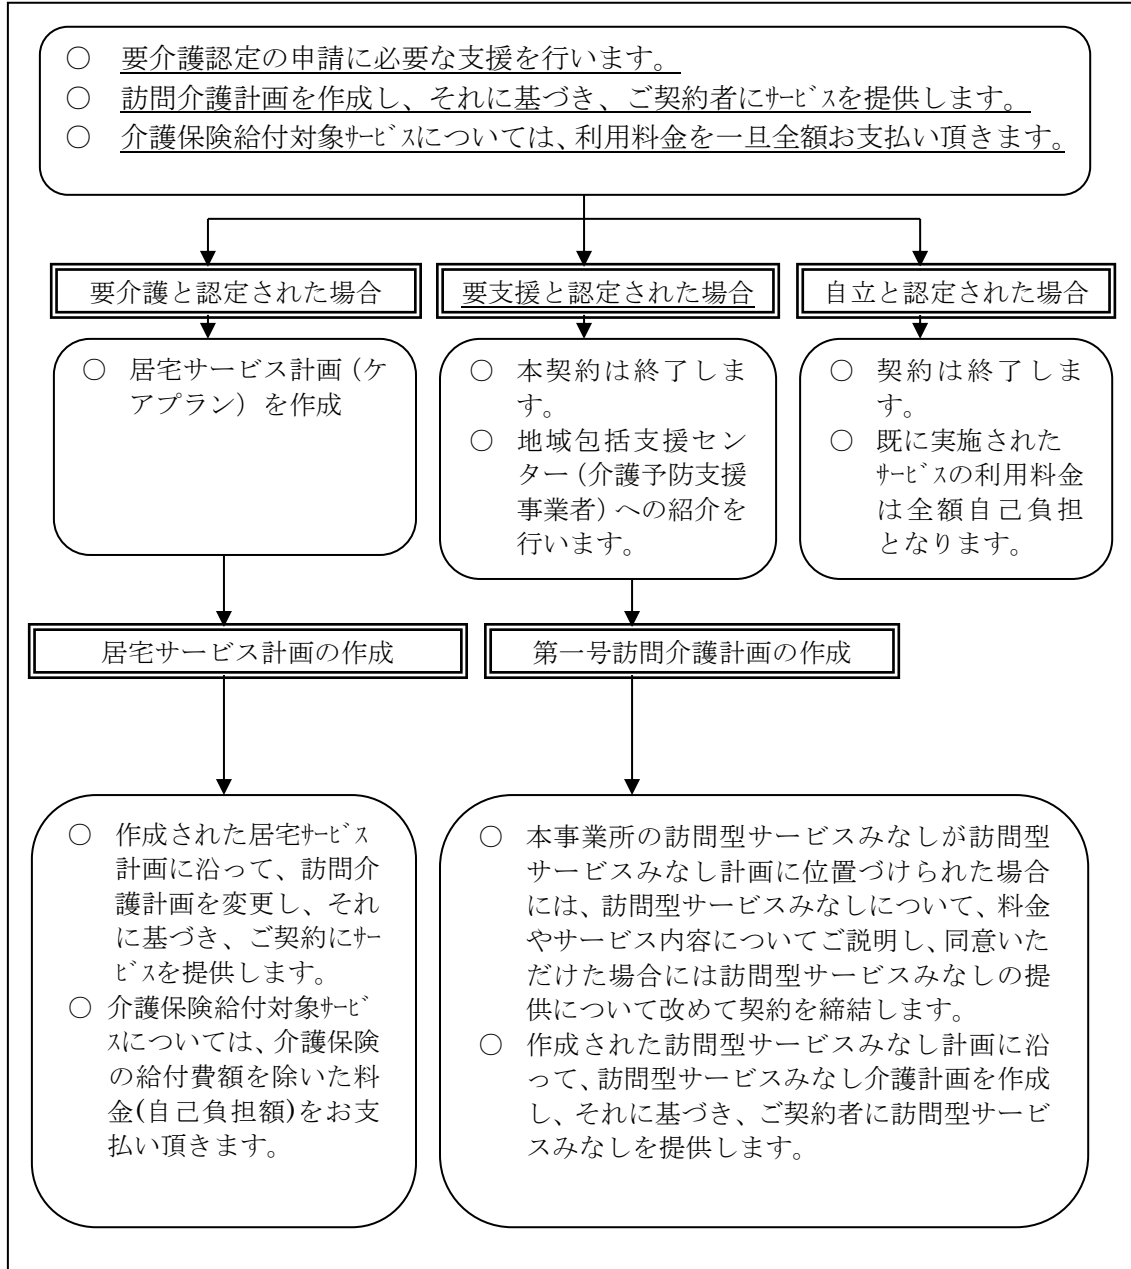 ○ 要介護認定の申請に必要な支援を行います。
○ 訪問介護計画を作成し、それに基づき、ご契約者にｻｰﾋﾞｽを提供します。
○ 介護保険給付対象ｻｰﾋﾞｽについては、利用料金を一旦全額お支払い頂きます。
要介護と認定された場合
要支援と認定された場合
自立と認定された場合
○ 居宅サービス計画（ケ
アプラン）を作成
○ 本契約は終了しま
す。
○ 地域包括支援セン
ター（介護予防支援
事業者）への紹介を
行います。
○ 契約は終了しま
す。
○ 既に実施された
ｻｰﾋﾞｽの利用料金
は全額自己負担
となります。
居宅サービス計画の作成
第一号訪問介護計画の作成
○ 作成された居宅ｻｰﾋﾞｽ
計画に沿って、訪問介
護計画を変更し、それ
に基づき、ご契約にｻｰ
ﾋﾞｽを提供します。
○ 介護保険給付対象ｻｰﾋﾞ
ｽについては、介護保険
の給付費額を除いた料
金(自己負担額)をお支
払い頂きます。
○ 本事業所の訪問型サービスみなしが訪問型
サービスみなし計画に位置づけられた場合
には、訪問型サービスみなしについて、料金
やサービス内容についてご説明し、同意いた
だけた場合には訪問型サービスみなしの提
供について改めて契約を締結します。
○ 作成された訪問型サービスみなし計画に沿
って、訪問型サービスみなし介護計画を作成
し、それに基づき、ご契約者に訪問型サービ
スみなしを提供します。